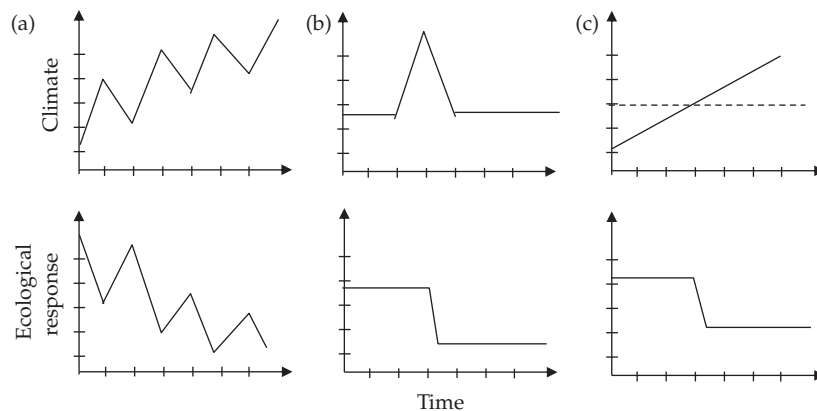 (a)
(b)
(c)
Climate
Ecological
response
Time